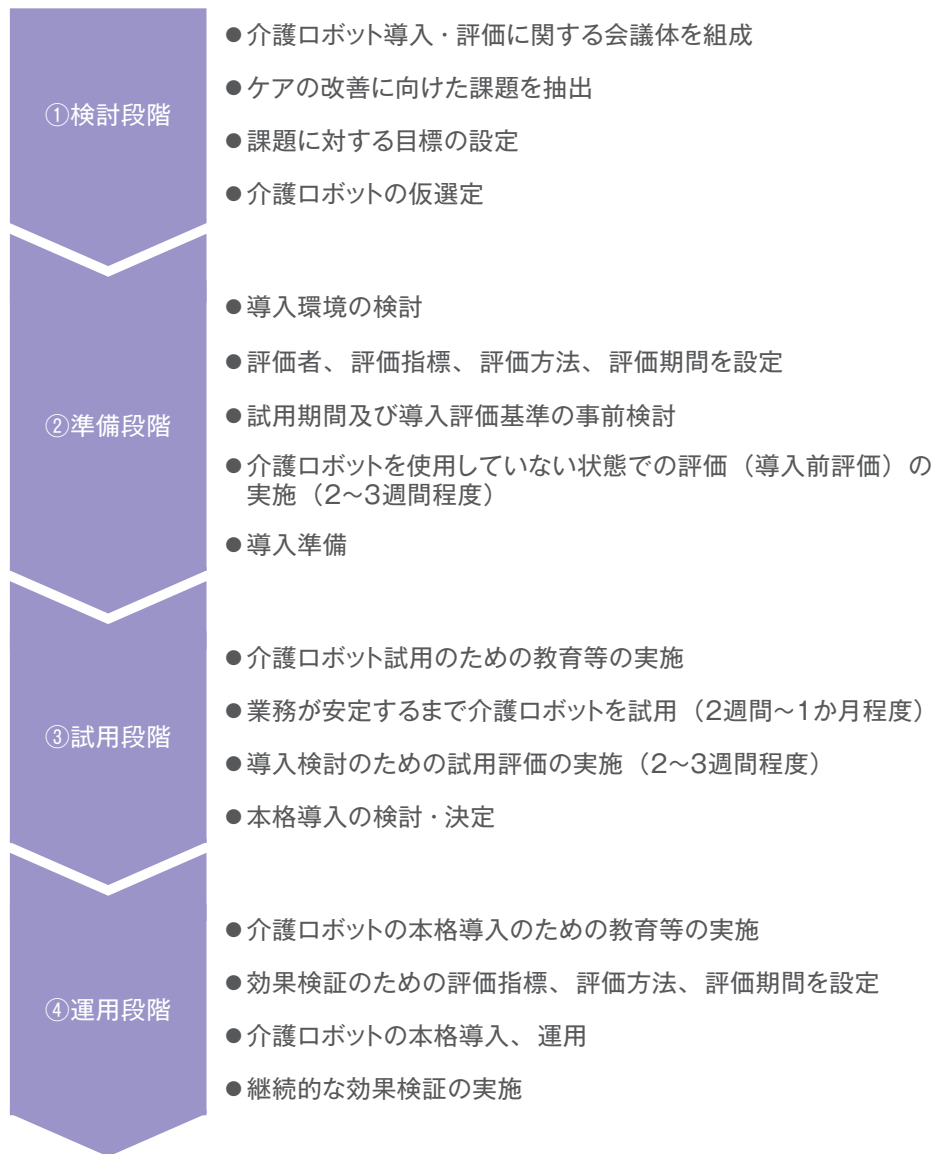 ①検討段階
●介護ロボット導入・評価に関する会議体を組成
●ケアの改善に向けた課題を抽出
●課題に対する目標の設定
●介護ロボットの仮選定
②準備段階
●導入環境の検討
●評価者、評価指標、評価方法、評価期間を設定
●試用期間及び導入評価基準の事前検討
●介護ロボットを使用していない状態での評価（導入前評価）の
実施（2〜3週間程度）
●導入準備
③試用段階
●介護ロボット試用のための教育等の実施
●業務が安定するまで介護ロボットを試用（2週間〜1か月程度）
●導入検討のための試用評価の実施（2〜3週間程度）
●本格導入の検討・決定
④運用段階
●介護ロボットの本格導入のための教育等の実施
●効果検証のための評価指標、評価方法、評価期間を設定
●介護ロボットの本格導入、運用
●継続的な効果検証の実施